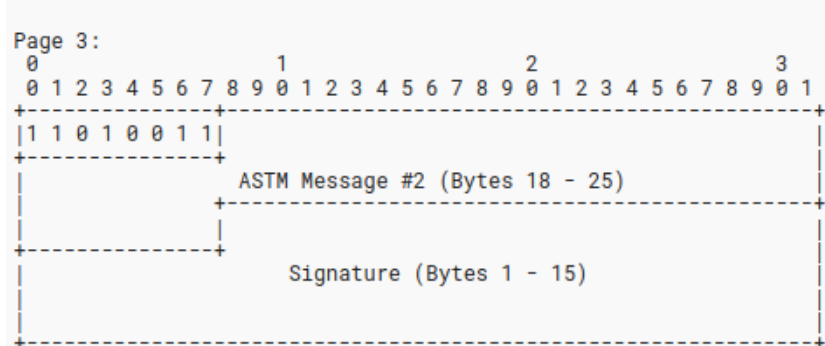 Page 3:
0 1 2 3
0 1 2 3 4 5 6 7 8 9 0 1 2 3 4 5 6 7 8 9 0 1 2 3 4 5 6 7 8 9 0 1
|1 1 0 1 0 0 1 1|
ASTM Message #2 (Bytes 18 - 25)
Signature (Bytes 1 - 15)